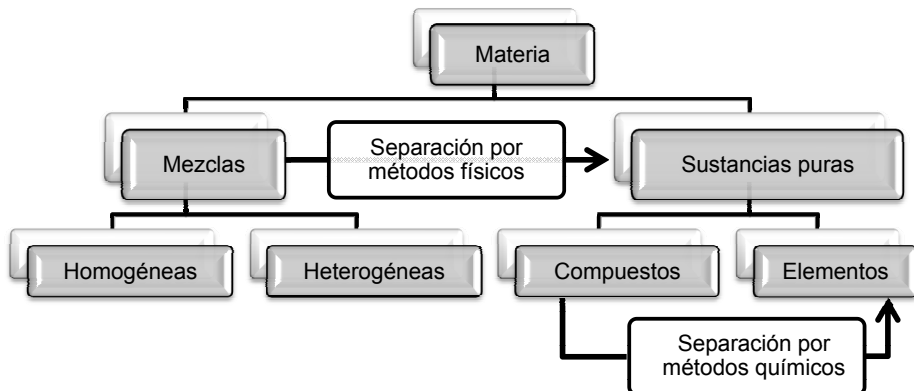 Materia
Mezclas
Separación por
métodos físicos
Sustancias puras
Homogéneas
Heterogéneas
Compuestos
Elementos
Separación por
métodos químicos